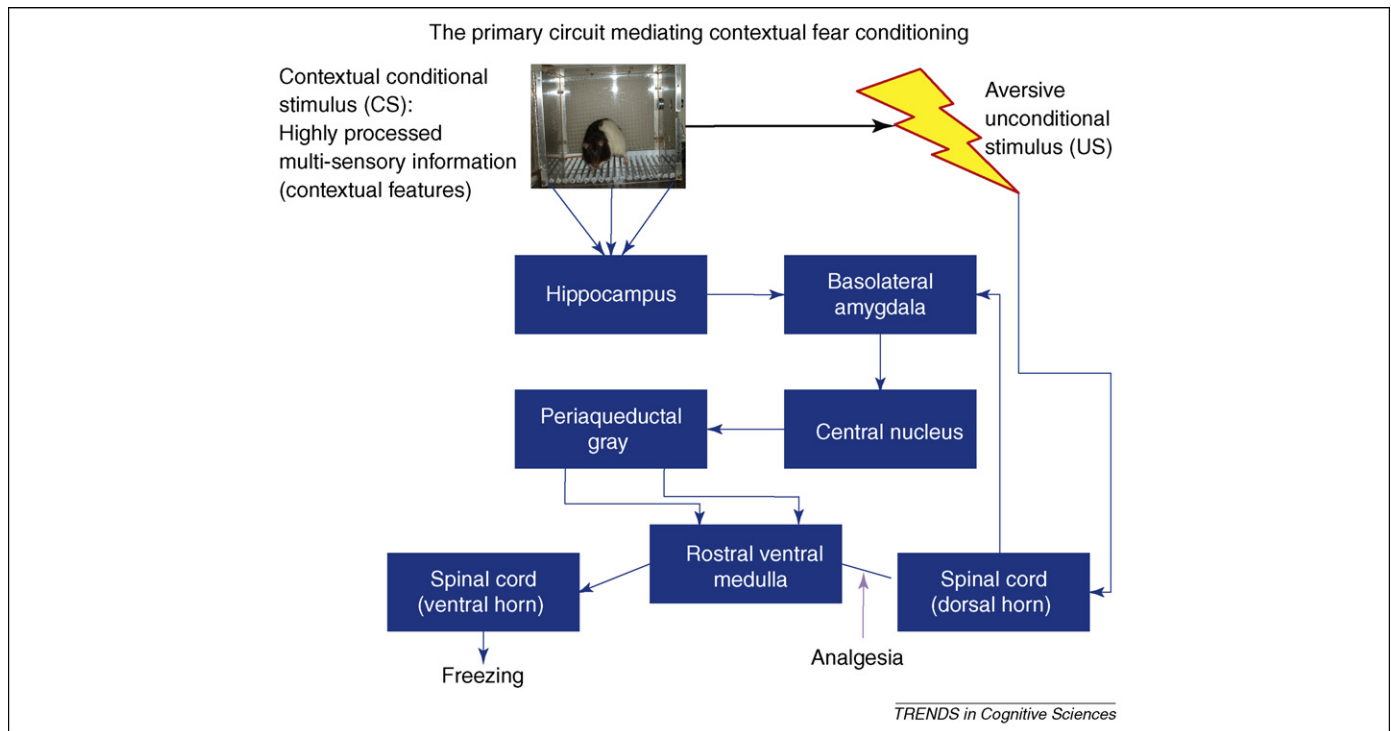 The primary circuit mediating contextual fear conditioning
Contextual conditional
stimulus (CS):
Highly processed
multi-sensory information
(contextual features)
Aversive
unconditional
stimulus (US)
Hippocampus
Basolateral
amygdala
Periaqueductal
gray
Central nucleus
Rostral ventral
medulla
Spinal cord
(ventral horn)
Spinal cord
(dorsal horn)
Freezing
Analgesia
TRENDS in Cognitive Sciences